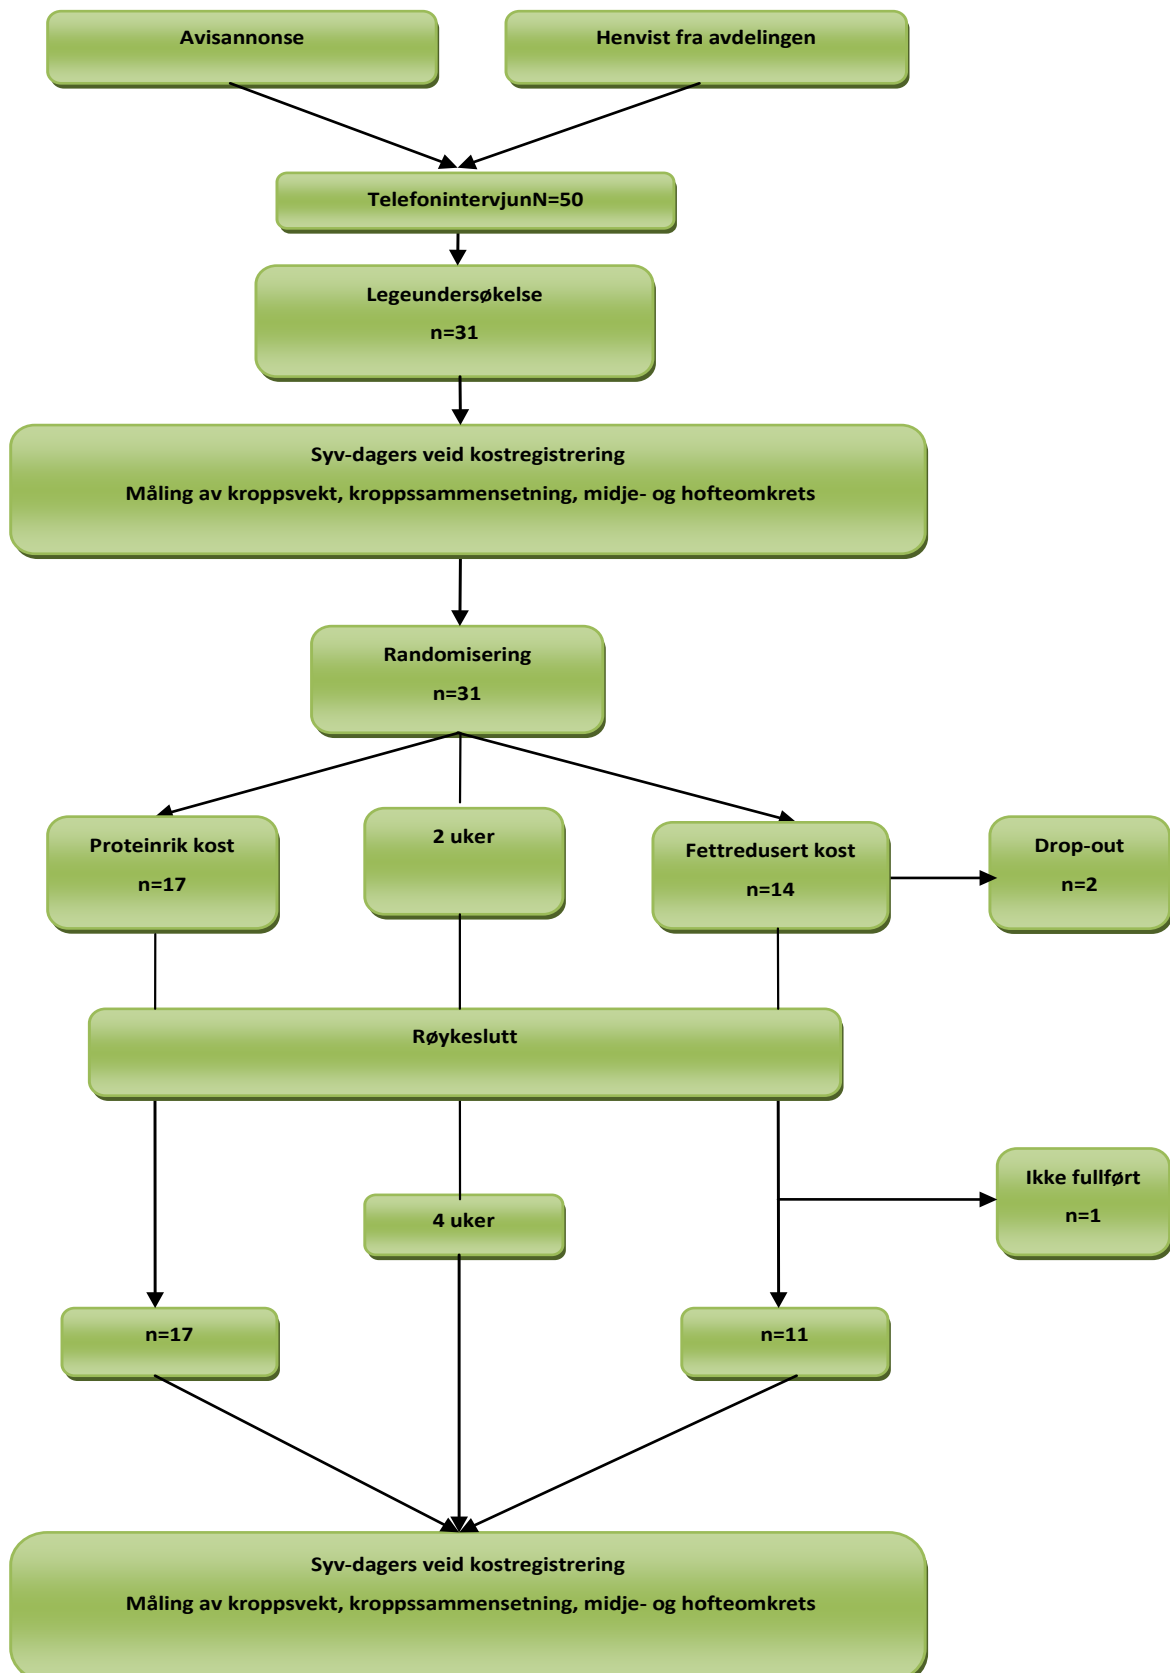 Avisannonse
Henvist fra avdelingen
TelefonintervjunN=50
Legeundersøkelse
n=31
Syv-dagers veid kostregistrering
Måling av kroppsvekt, kroppssammensetning, midje- og hofteomkrets
Randomisering
n=31
Proteinrik kost
n=17
2 uker
Fettredusert kost
n=14
Drop-out
n=2
Røykeslutt
Ikke fullført
n=1
4 uker
n=17
n=11
Syv-dagers veid kostregistrering
Måling av kroppsvekt, kroppssammensetning, midje- og hofteomkrets